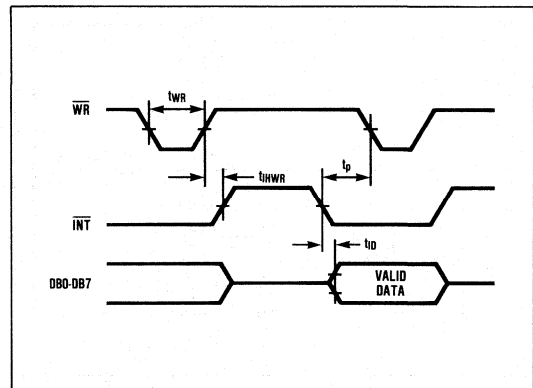 WR
tWR
tIHWR
tp
INT
tID
DB0-DB7
VALID
DATA